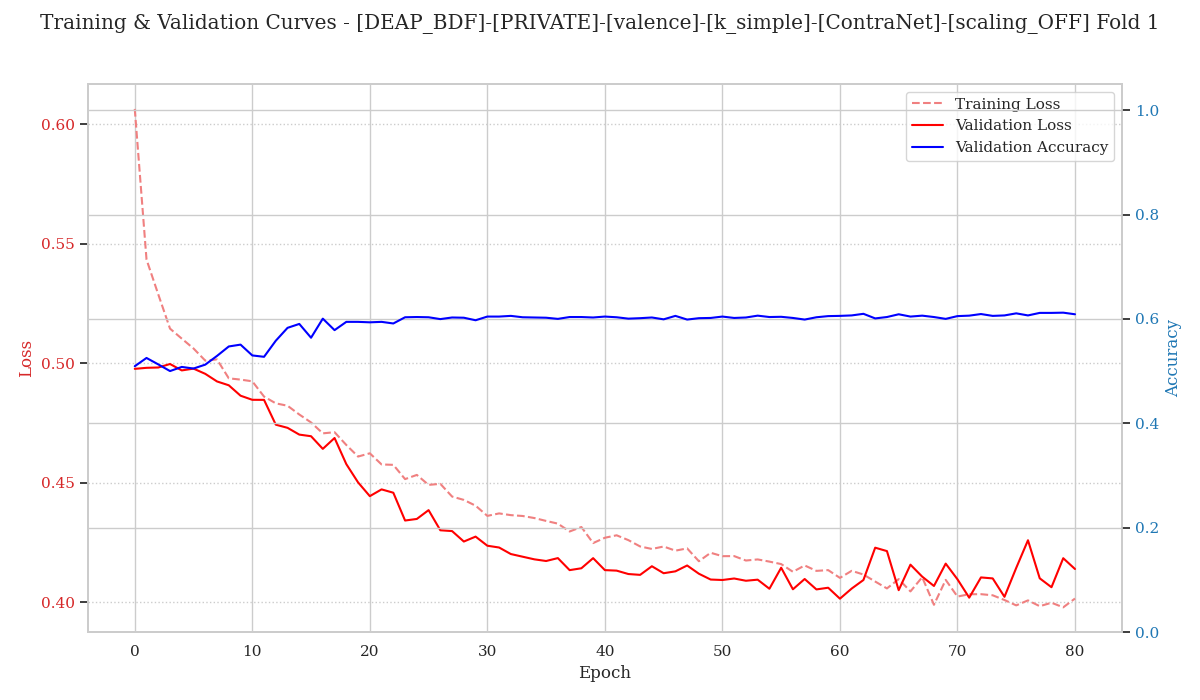 Training & Validation Curves - [DEAP_BDF]-[PRIVATE]-[valence]-[k_simple]-[ContraNet]-[scaling_OFF] Fold 1
Training Loss
Validation Loss
Validation Accuracy
Loss
0.60
0.55
0.50
0.45
0.40
1.0
0.8
0.6
0.4
0.2
0.0
Accuracy
0 10 20 30 40 50 60 70 80
Epoch